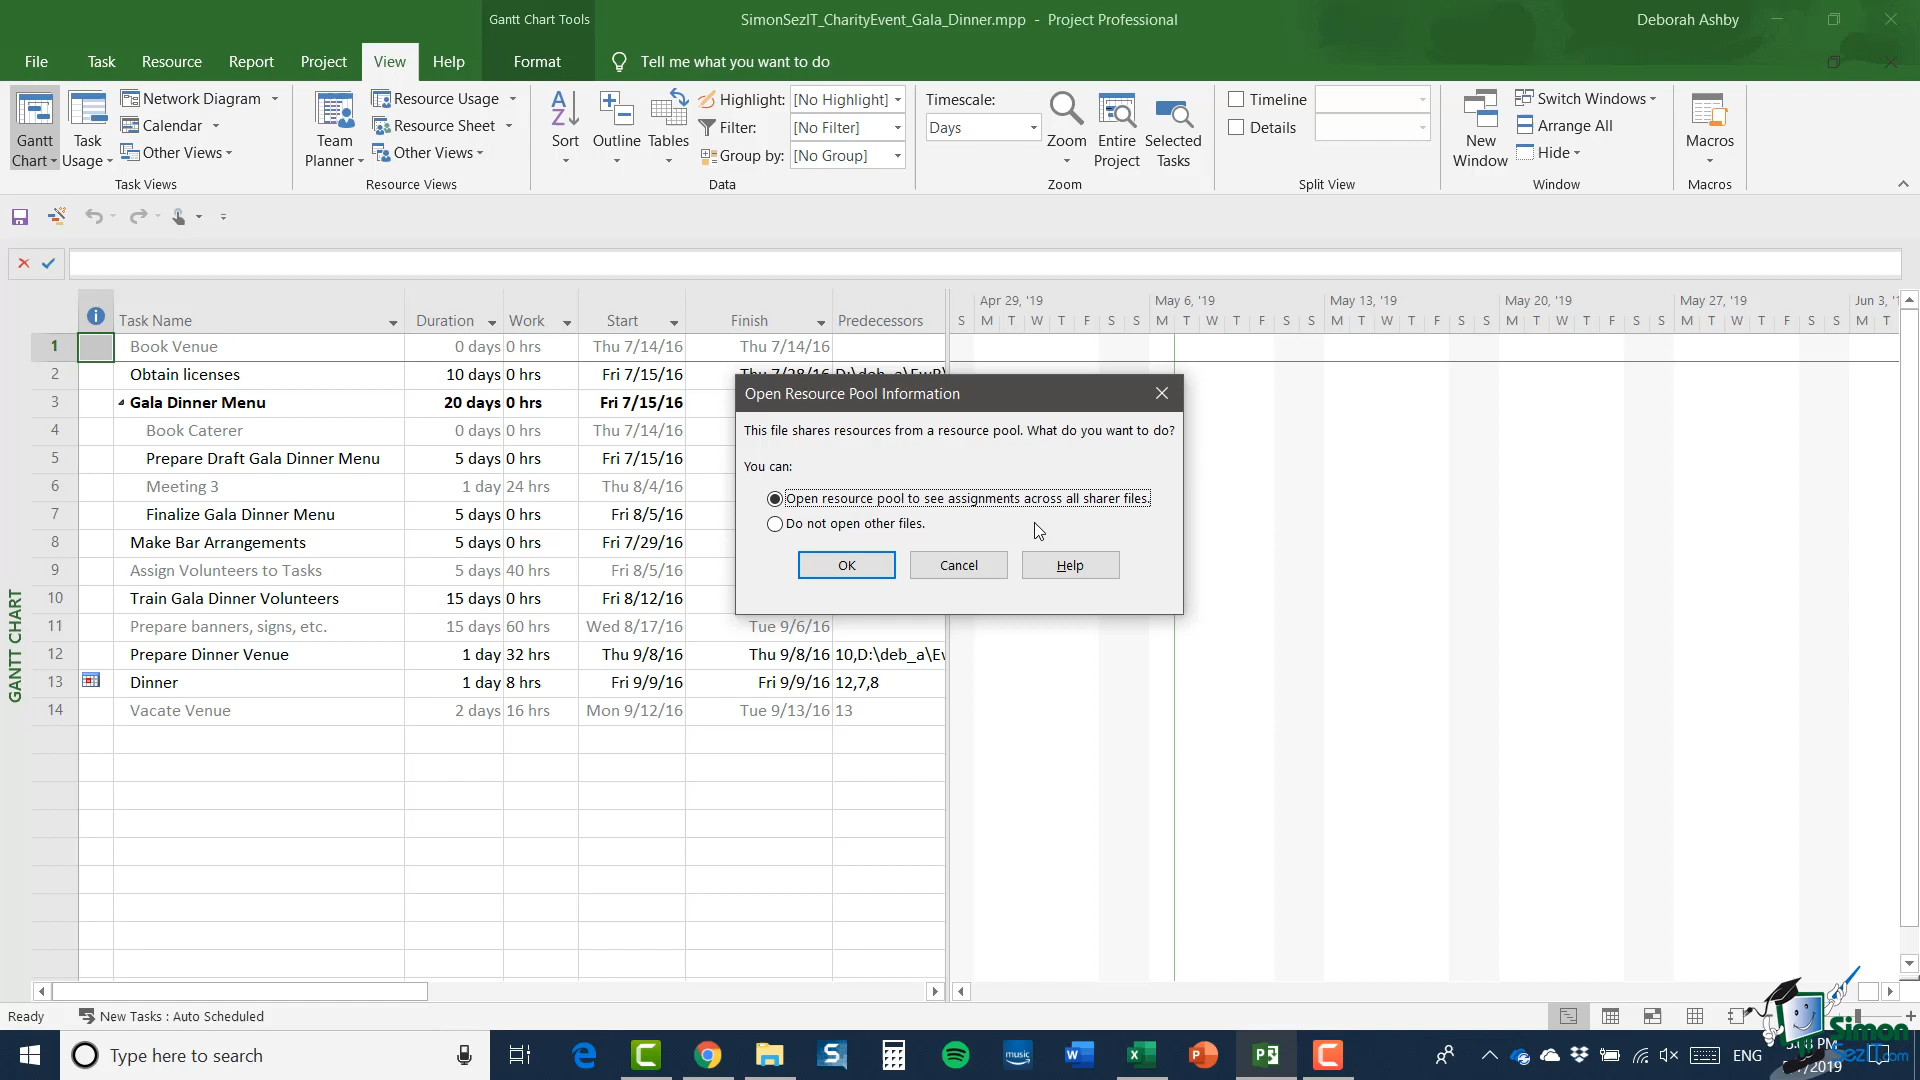 Gantt Chart Tools
SimonSezIT_CharityEvent_Gala_Dinner.mpp - Project Professional
Deborah Ashby
File Task Resource Report Project View Help Format Tell me what you want to do
Gantt Chart
Task Usage
Network Diagram
Calendar
Other Views
Task Views
Team Planner
Resource Usage
Resource Sheet
Other Views
Resource Views
Sort
Outline
Tables
Highlight: [No Highlight]
Filter: [No Filter]
Group by: [No Group]
Data
Timescale:
Days
Zoom
Entire Project
Selected Tasks
Zoom
Timeline
Details
Split View
New Window
Switch Windows
Arrange All
Hide
Window
Macros
Macros
Task Name Duration Work Start Finish Predecessors
Apr 29, '19 May 6, '19 May 13, '19 May 20, '19 May 27, '19 Jun 3, '1
S M T W T F S S M T W T F S S M T W T F S S M T W T F S S M T W T F S S M T
1 Book Venue 0 days 0 hrs Thu 7/14/16 Thu 7/14/16
2 Obtain licenses 10 days 0 hrs Fri 7/15/16 Thu 7/28/16
3 Gala Dinner Menu 20 days 0 hrs Fri 7/15/16
4 Book Caterer 0 days 0 hrs Thu 7/14/16
5 Prepare Draft Gala Dinner Menu 5 days 0 hrs Fri 7/15/16
6 Meeting 3 1 day 24 hrs Thu 8/4/16
7 Finalize Gala Dinner Menu 5 days 0 hrs Fri 8/5/16
8 Make Bar Arrangements 5 days 0 hrs Fri 7/29/16
9 Assign Volunteers to Tasks 5 days 40 hrs Fri 8/5/16
10 Train Gala Dinner Volunteers 15 days 0 hrs Fri 8/12/16
11 Prepare banners, signs, etc. 15 days 60 hrs Wed 8/17/16 Tue 9/6/16
12 Prepare Dinner Venue 1 day 32 hrs Thu 9/8/16 Thu 9/8/16 10,D:\deb_a\Ev
13 Dinner 1 day 8 hrs Fri 9/9/16 Fri 9/9/16 12,7,8
14 Vacate Venue 2 days 16 hrs Mon 9/12/16 Tue 9/13/16 13
Open Resource Pool Information
This file shares resources from a resource pool. What do you want to do?
You can:
Open resource pool to see assignments across all sharer files.
Do not open other files.
OK Cancel Help
GANTT CHART
Ready New Tasks : Auto Scheduled
Type here to search
music
ENG
Simon
SezIT.com